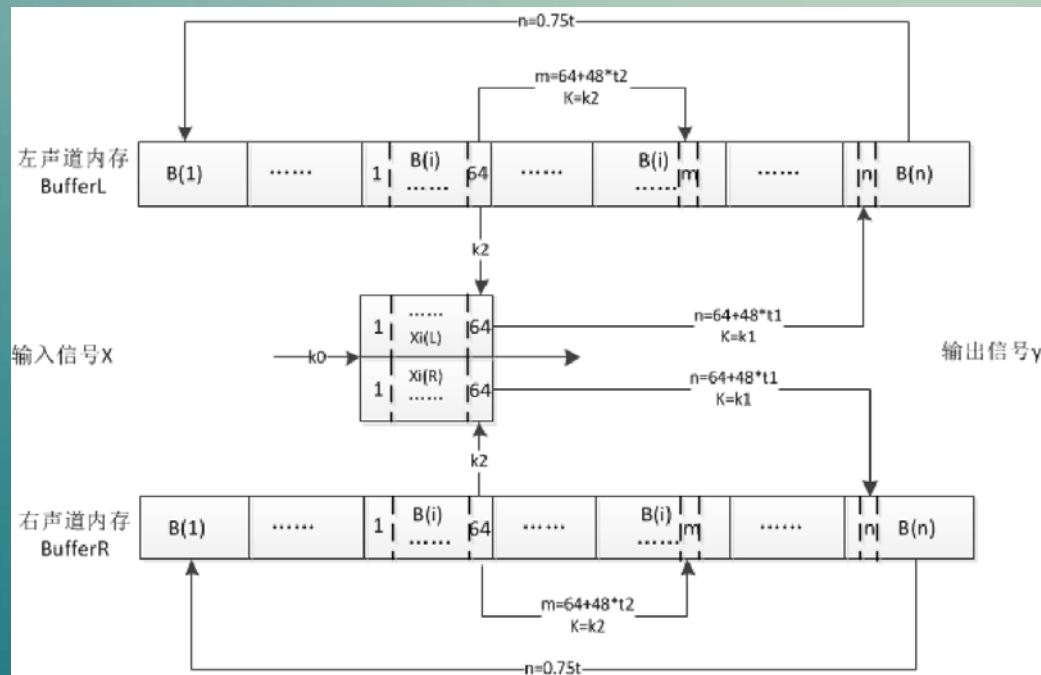 n=0.75t
m=64+48*t2
K=k2
左声道内存
BufferL
B(1)
……
1
B(i)
……
64
……
B(i)
……
m
……
n
B(n)
k2
输入信号X
k0
1
……
Xi(L)
64
1
Xi(R)
……
64
n=64+48*t1
K=k1
n=64+48*t1
K=k1
输出信号y
k2
右声道内存
BufferR
B(1)
……
1
B(i)
……
64
……
B(i)
……
m
……
n
B(n)
m=64+48*t2
K=k2
n=0.75t